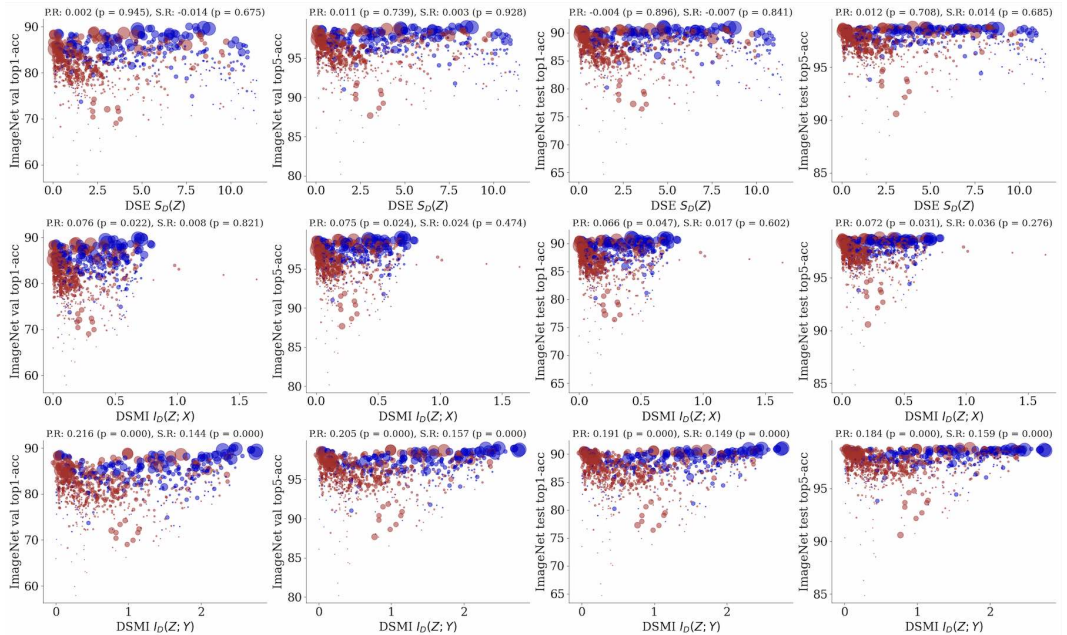 P.R: 0.002 (p = 0.945), S.R: -0.014 (p = 0.675)
P.R: 0.011 (p = 0.739), S.R: 0.003 (p = 0.928)
P.R: -0.004 (p = 0.896), S.R: -0.007 (p = 0.841)
P.R: 0.012 (p = 0.708), S.R: 0.014 (p = 0.685)
ImageNet val top1-acc
90
80
70
60
0.0 2.5 5.0 7.5 10.0
DSE S_D(Z)
ImageNet val top5-acc
95
90
85
80
0.0 2.5 5.0 7.5 10.0
DSE S_D(Z)
ImageNet test top1-acc
90
85
80
75
70
65
0.0 2.5 5.0 7.5 10.0
DSE S_D(Z)
ImageNet test top5-acc
95
90
85
0.0 2.5 5.0 7.5 10.0
DSE S_D(Z)
P.R: 0.076 (p = 0.022), S.R: 0.008 (p = 0.821)
P.R: 0.075 (p = 0.024), S.R: 0.024 (p = 0.474)
P.R: 0.066 (p = 0.047), S.R: 0.017 (p = 0.602)
P.R: 0.072 (p = 0.031), S.R: 0.036 (p = 0.276)
ImageNet val top1-acc
90
80
70
60
0.0 0.5 1.0 1.5
DSMI I_D(Z; X)
ImageNet val top5-acc
95
90
85
80
0.0 0.5 1.0 1.5
DSMI I_D(Z; X)
ImageNet test top1-acc
90
85
80
75
70
65
0.0 0.5 1.0 1.5
DSMI I_D(Z; X)
ImageNet test top5-acc
95
90
85
0.0 0.5 1.0 1.5
DSMI I_D(Z; X)
P.R: 0.216 (p = 0.000), S.R: 0.144 (p = 0.000)
P.R: 0.205 (p = 0.000), S.R: 0.157 (p = 0.000)
P.R: 0.191 (p = 0.000), S.R: 0.149 (p = 0.000)
P.R: 0.184 (p = 0.000), S.R: 0.159 (p = 0.000)
ImageNet val top1-acc
90
80
70
60
0 1 2
DSMI I_D(Z; Y)
ImageNet val top5-acc
95
90
85
80
0 1 2
DSMI I_D(Z; Y)
ImageNet test top1-acc
90
85
80
75
70
65
0 1 2
DSMI I_D(Z; Y)
ImageNet test top5-acc
95
90
85
0 1 2
DSMI I_D(Z; Y)